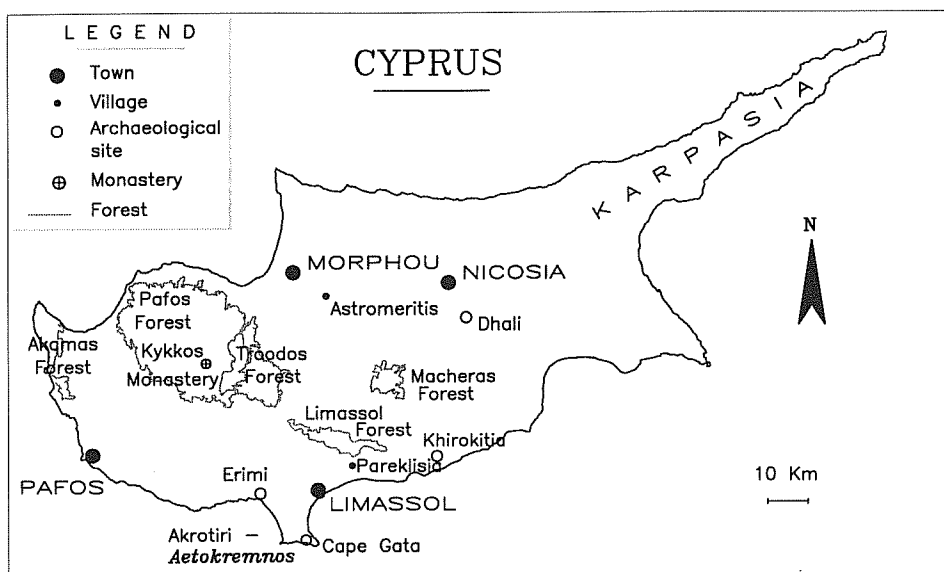 LEGEND
Town
Village
Archaeological
site
Monastery
Forest
CYPRUS
KARPASIA
N
MORPHOU
NICOSIA
Astromeritis
Dhali
Pafos
Forest
Akamas
Forest
Kykkos
Monastery
Troodos
Forest
Macheras
Forest
Limassol
Forest
Khirokitia
Pareklisia
PAFOS
Erimi
LIMASSOL
10 Km
Akrotiri –
Aetokremnos
Cape Gata